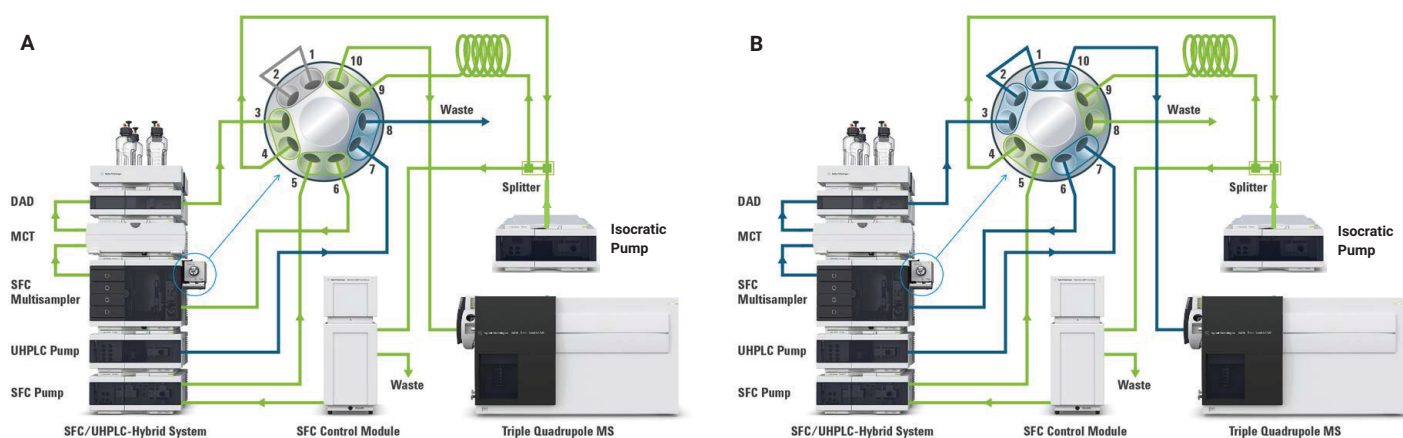 A
1
2
3
4
5
6
7
8
9
10
Waste
Splitter
Isocratic
Pump
DAD
MCT
SFC
Multisampler
UHPLC Pump
SFC Pump
Waste
SFC/UHPLC-Hybrid System
SFC Control Module
Triple Quadrupole MS
B
1
2
3
4
5
6
7
8
9
10
Waste
Splitter
Isocratic
Pump
DAD
MCT
SFC
Multisampler
UHPLC Pump
SFC Pump
Waste
SFC/UHPLC-Hybrid System
SFC Control Module
Triple Quadrupole MS